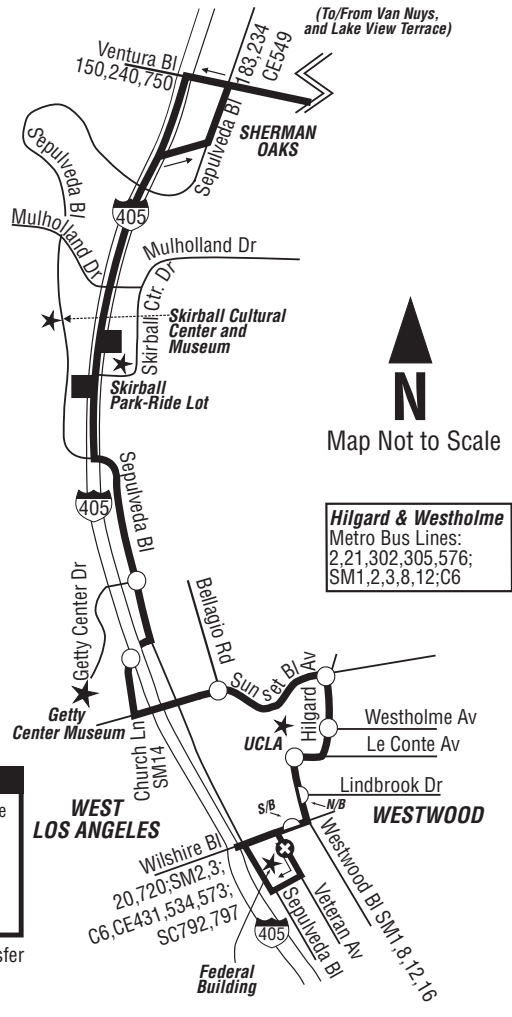 (To/From Van Nuys,
and Lake View Terrace)
Ventura Bl
150,240,750
183,234
CE549
SHERMAN
OAKS
Sepulveda Bl
Sepulveda Bl
405
Mulholland Dr
Mulholland Dr
Skirball Ctr. Dr
Skirball Cultural
Center and
Museum
Skirball
Park-Ride Lot
N
Map Not to Scale
Sepulveda Bl
405
Hilgard & Westholme
Metro Bus Lines:
2,21,302,305,576;
SM1,2,3,8,12;C6
Getty Center Dr
Bellagio Rd
Sunset Bl
Hilgard Av
Getty
Center Museum
Church Ln
SM14
UCLA
Westholme Av
Le Conte Av
Lindbrook Dr
S/B
N/B
WESTWOOD
WEST
LOS ANGELES
Wilshire Bl
20,720;SM2,3;
C6,CE431,534,573;
SC792,797
Westwood Bl SM1,8,12,16
Veteran Av
Sepulveda Bl
405
Federal
Building